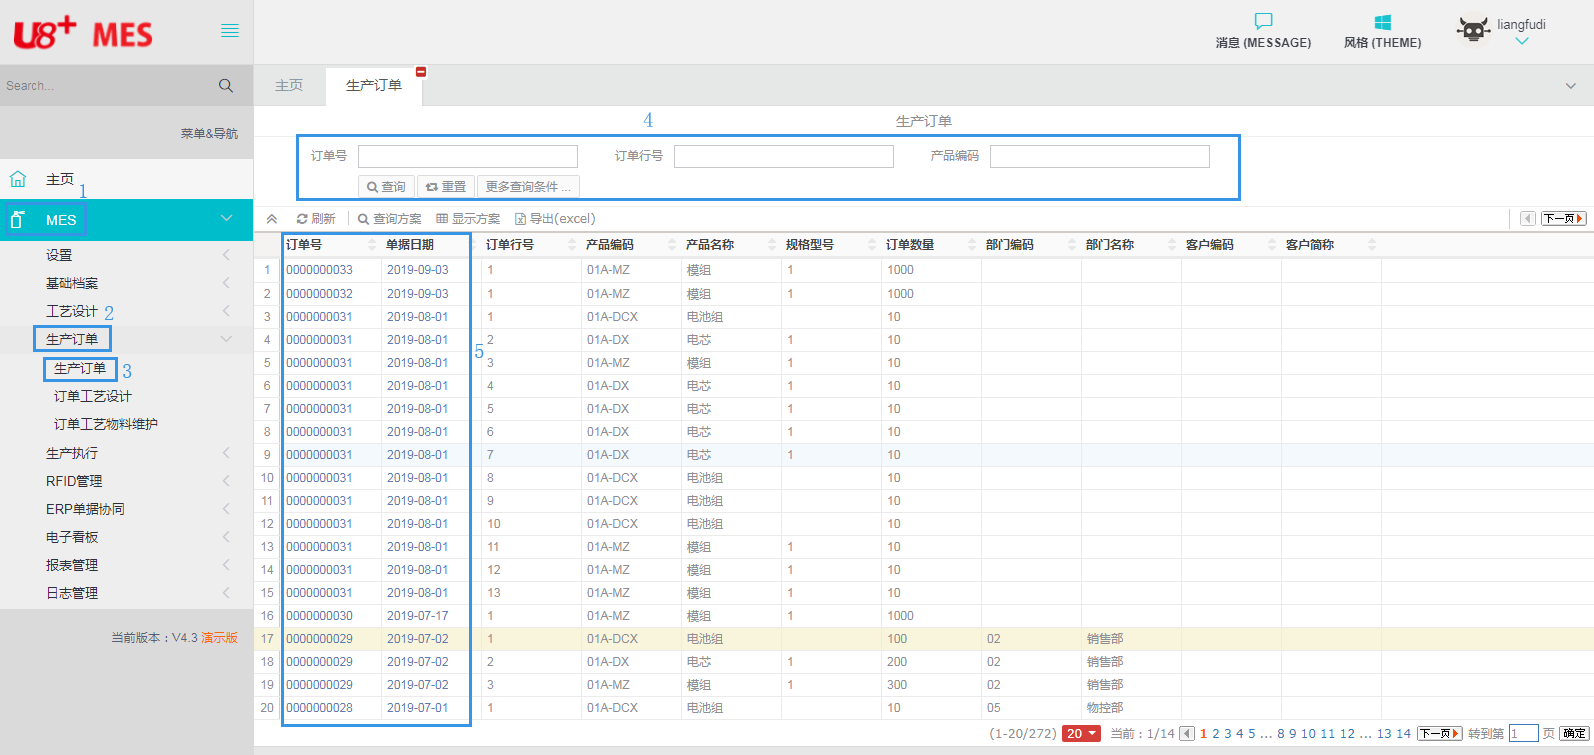 U8+ MES
消息 (MESSAGE)
风格 (THEME)
liangfudi
Search...
主页
生产订单
菜单&导航
主页
1
MES
设置
基础档案
工艺设计
2
生产订单
生产订单
3
订单工艺设计
订单工艺物料维护
生产执行
RFID管理
ERP单据协同
电子看板
报表管理
日志管理
当前版本：V4.3 演示版
4
生产订单
订单号
订单行号
产品编码
查询
重置
更多查询条件 ...
刷新
查询方案
显示方案
导出(excel)
下一页
订单号 单据日期 订单行号 产品编码 产品名称 规格型号 订单数量 部门编码 部门名称 客户编码 客户简称
1 0000000033 2019-09-03 1 01A-MZ 模组 1 1000
2 0000000032 2019-09-03 1 01A-MZ 模组 1 1000
3 0000000031 2019-08-01 1 01A-DCX 电池组 10
4 0000000031 2019-08-01 2 01A-DX 电芯 1 10
5
5 0000000031 2019-08-01 3 01A-MZ 模组 1 10
6 0000000031 2019-08-01 4 01A-DX 电芯 1 10
7 0000000031 2019-08-01 5 01A-DX 电芯 1 10
8 0000000031 2019-08-01 6 01A-DX 电芯 1 10
9 0000000031 2019-08-01 7 01A-DX 电芯 1 10
10 0000000031 2019-08-01 8 01A-DCX 电池组 10
11 0000000031 2019-08-01 9 01A-DCX 电池组 10
12 0000000031 2019-08-01 10 01A-DCX 电池组 10
13 0000000031 2019-08-01 11 01A-MZ 模组 1 10
14 0000000031 2019-08-01 12 01A-MZ 模组 1 10
15 0000000031 2019-08-01 13 01A-MZ 模组 1 10
16 0000000030 2019-07-17 1 01A-MZ 模组 1 1000
17 0000000029 2019-07-02 1 01A-DCX 电池组 100 02 销售部
18 0000000029 2019-07-02 2 01A-DX 电芯 1 200 02 销售部
19 0000000029 2019-07-02 3 01A-MZ 模组 1 300 02 销售部
20 0000000028 2019-07-01 1 01A-DCX 电池组 10 05 物控部
(1-20/272) 20 当前：1/14 1 2 3 4 5 ... 8 9 10 11 12 ... 13 14 下一页 转到第 1 页 确定